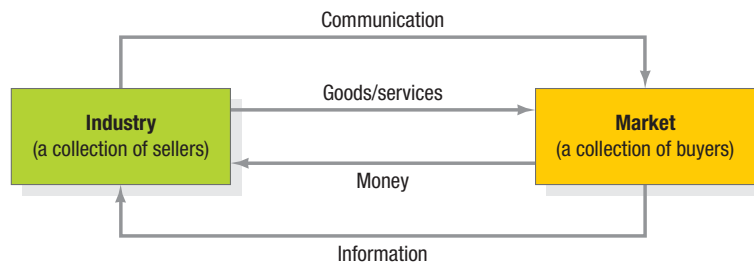 Communication
Goods/services
Industry
(a collection of sellers)
Market
(a collection of buyers)
Money
Information